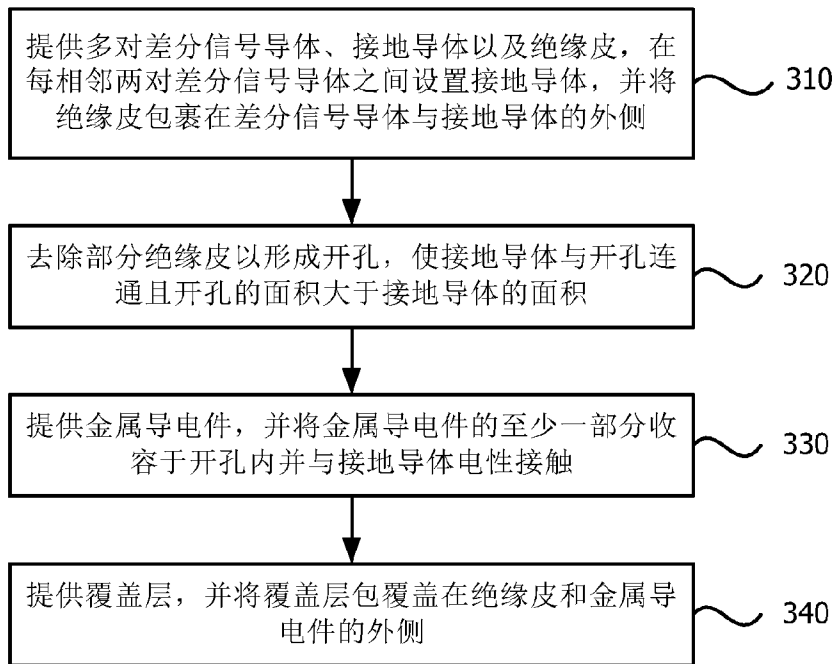 提供多对差分信号导体、接地导体以及绝缘皮，在
每相邻两对差分信号导体之间设置接地导体，并将
绝缘皮包裹在差分信号导体与接地导体的外侧
310
去除部分绝缘皮以形成开孔，使接地导体与开孔连
通且开孔的面积大于接地导体的面积
320
提供金属导电件，并将金属导电件的至少一部分收
容于开孔内并与接地导体电性接触
330
提供覆盖层，并将覆盖层包覆盖在绝缘皮和金属导
电件的外侧
340